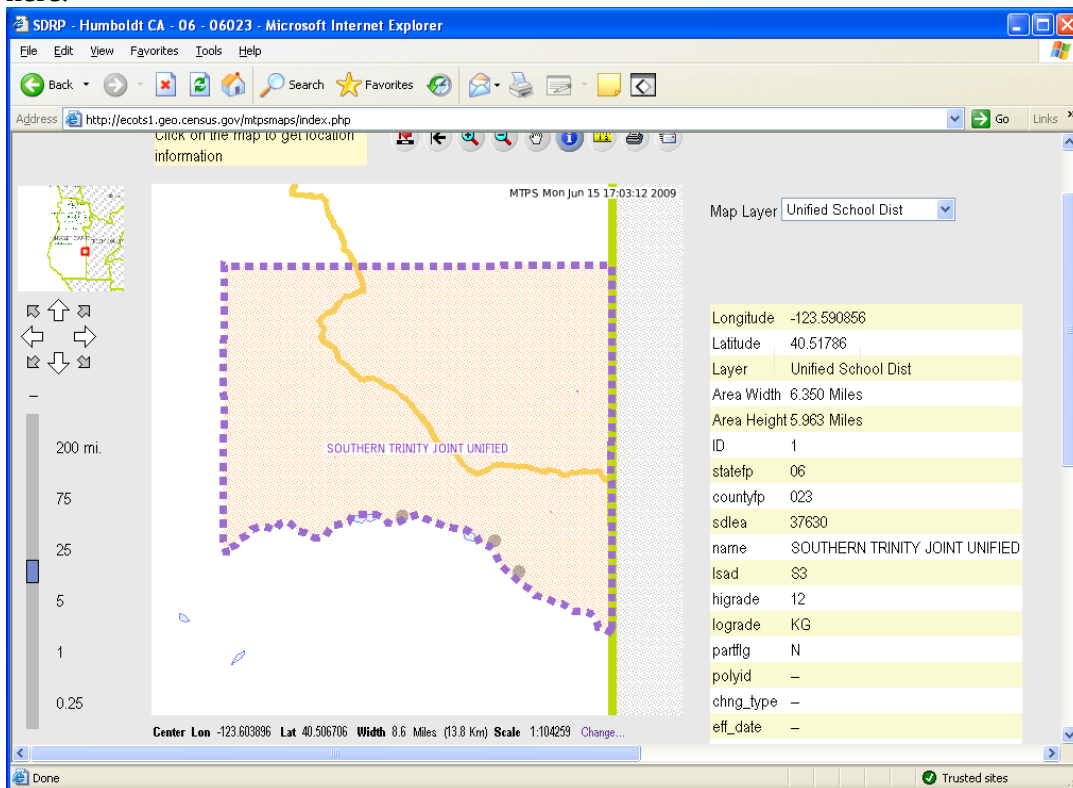 here.
SDRP - Humboldt CA - 06 - 06023 - Microsoft Internet Explorer
File Edit View Favorites Tools Help
Back Search Favorites
Address http://ecots1.geo.census.gov/mtpsmaps/index.php Go Links »
Click on the map to get location
information
MTPS Mon Jun 15 17:03:12 2009
Map Layer Unified School Dist
SOUTHERN TRINITY JOINT UNIFIED
200 mi.
75
25
5
1
0.25
Longitude -123.590856
Latitude 40.51786
Layer Unified School Dist
Area Width 6.350 Miles
Area Height 5.963 Miles
ID 1
statefp 06
countyfp 023
sdlea 37630
name SOUTHERN TRINITY JOINT UNIFIED
lsad S3
higrade 12
lograde KG
partflg N
polyid –
chng_type –
eff_date –
Center Lon -123.603896 Lat 40.506706 Width 8.6 Miles (13.8 Km) Scale 1:104259 Change...
Done Trusted sites